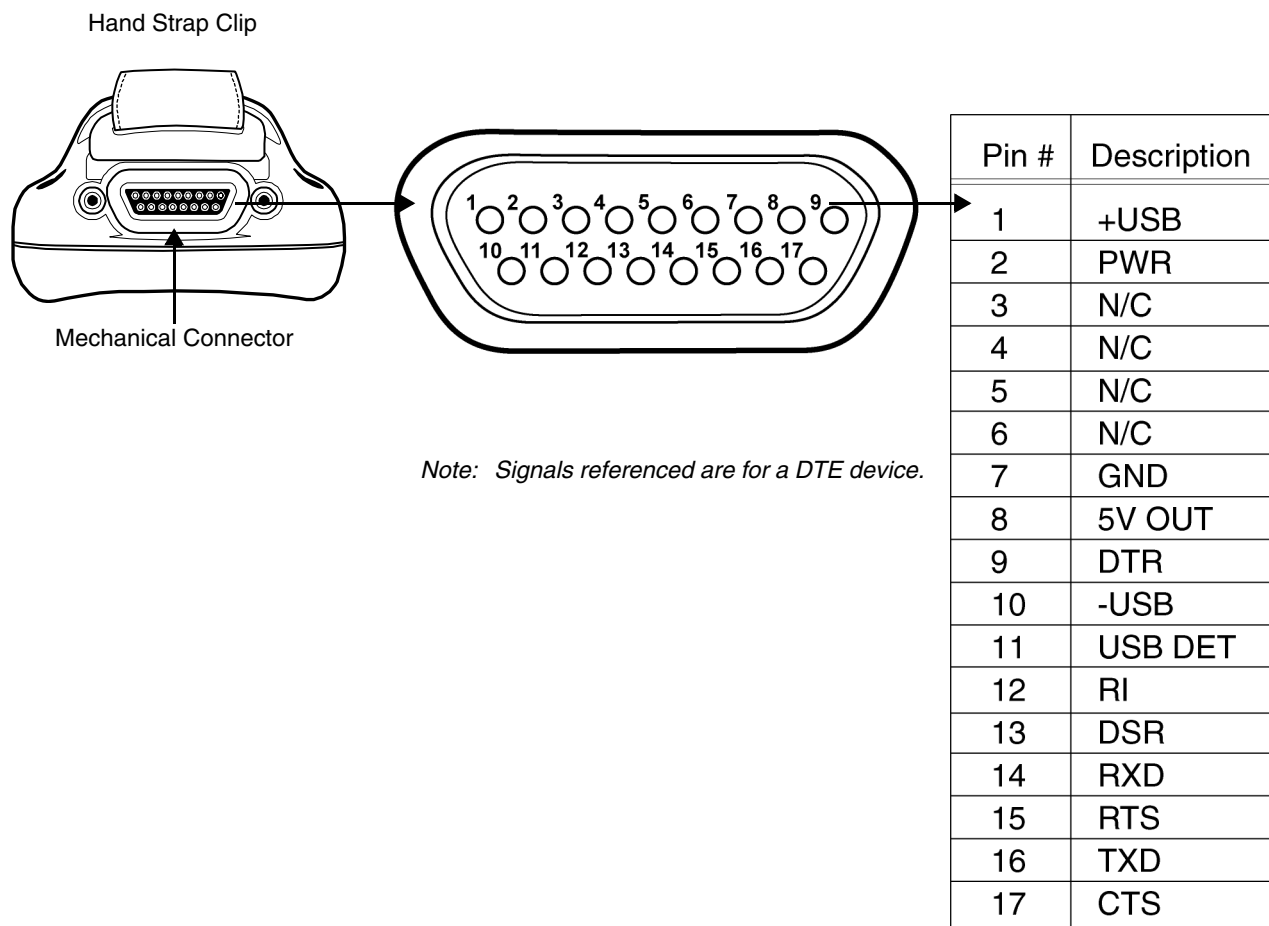 Hand Strap Clip
Mechanical Connector
1 2 3 4 5 6 7 8 9
10 11 12 13 14 15 16 17
Note: Signals referenced are for a DTE device.
Pin # Description
1 +USB
2 PWR
3 N/C
4 N/C
5 N/C
6 N/C
7 GND
8 5V OUT
9 DTR
10 -USB
11 USB DET
12 RI
13 DSR
14 RXD
15 RTS
16 TXD
17 CTS